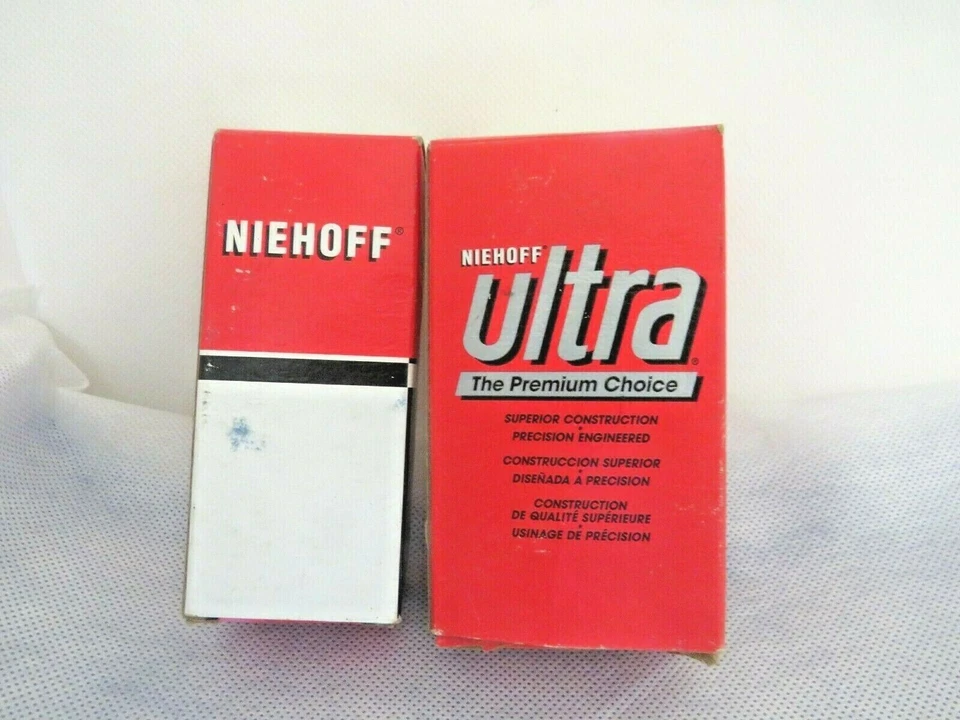 NIEHOFF®
NIEHOFF
ultra®
The Premium Choice
SUPERIOR CONSTRUCTION
•
PRECISION ENGINEERED
CONSTRUCCION SUPERIOR
•
DISEÑADA A PRECISION
CONSTRUCTION
DE QUALITÉ SUPÉRIEURE
•
USINAGE DE PRÉCISION